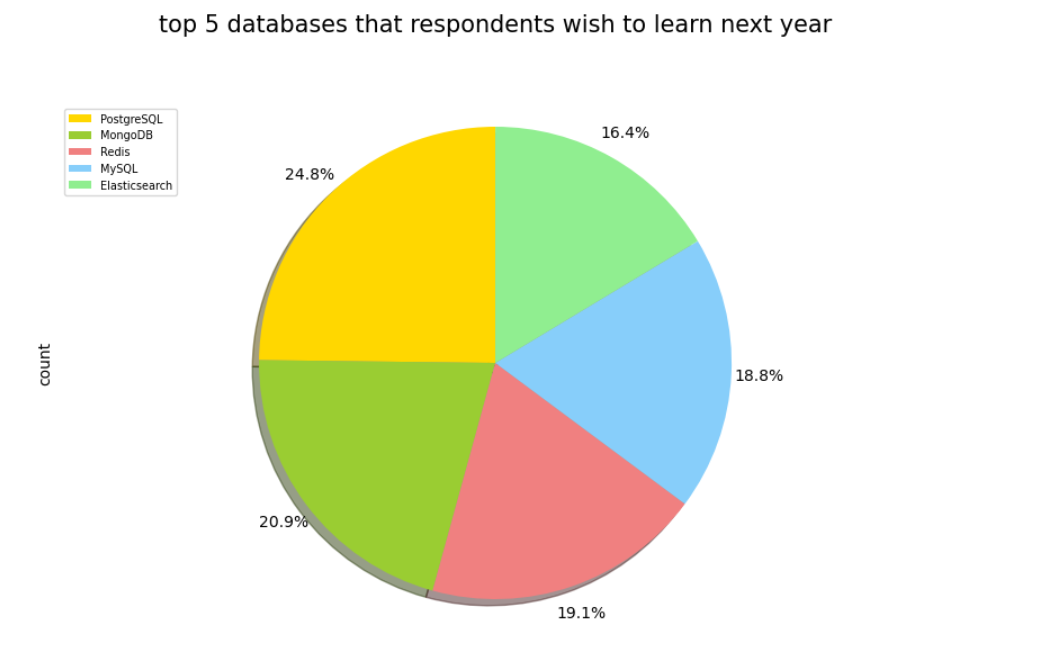 top 5 databases that respondents wish to learn next year
PostgreSQL
MongoDB
Redis
MySQL
Elasticsearch
16.4%
24.8%
count
18.8%
20.9%
19.1%